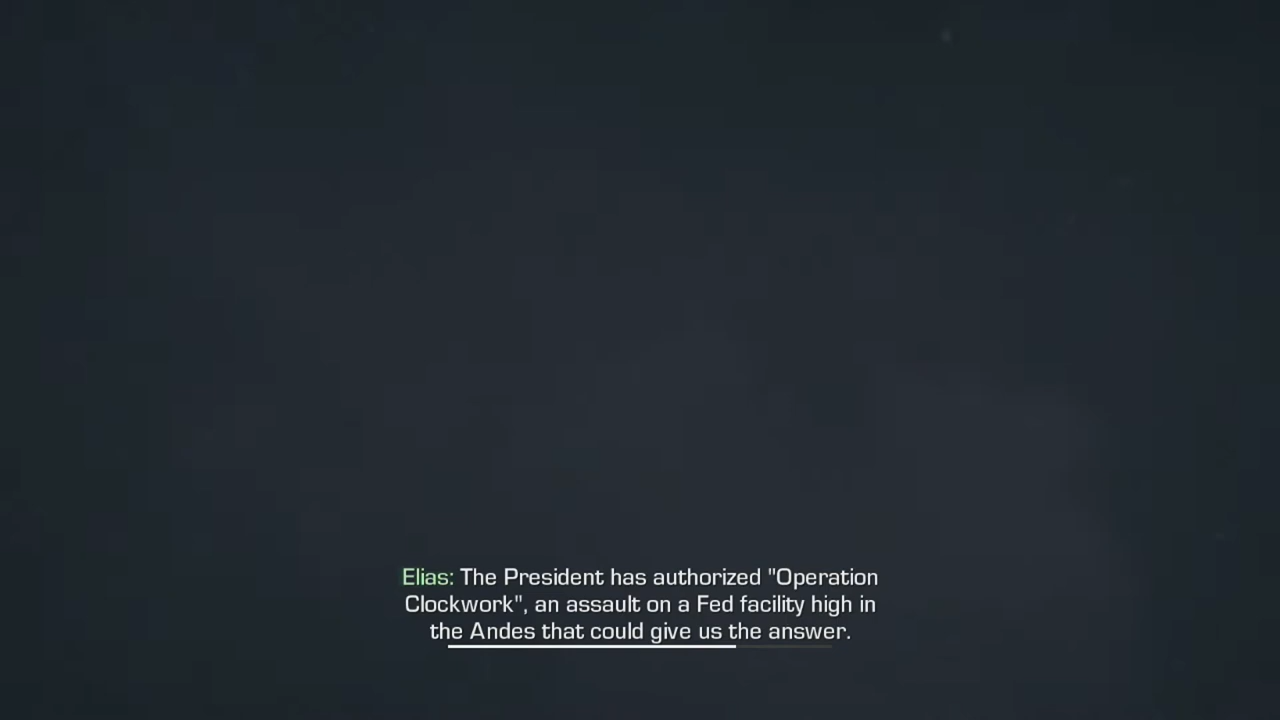 Elias: The President has authorized "Operation
Clockwork", an assault on a Fed facility high in
the Andes that could give us the answer.